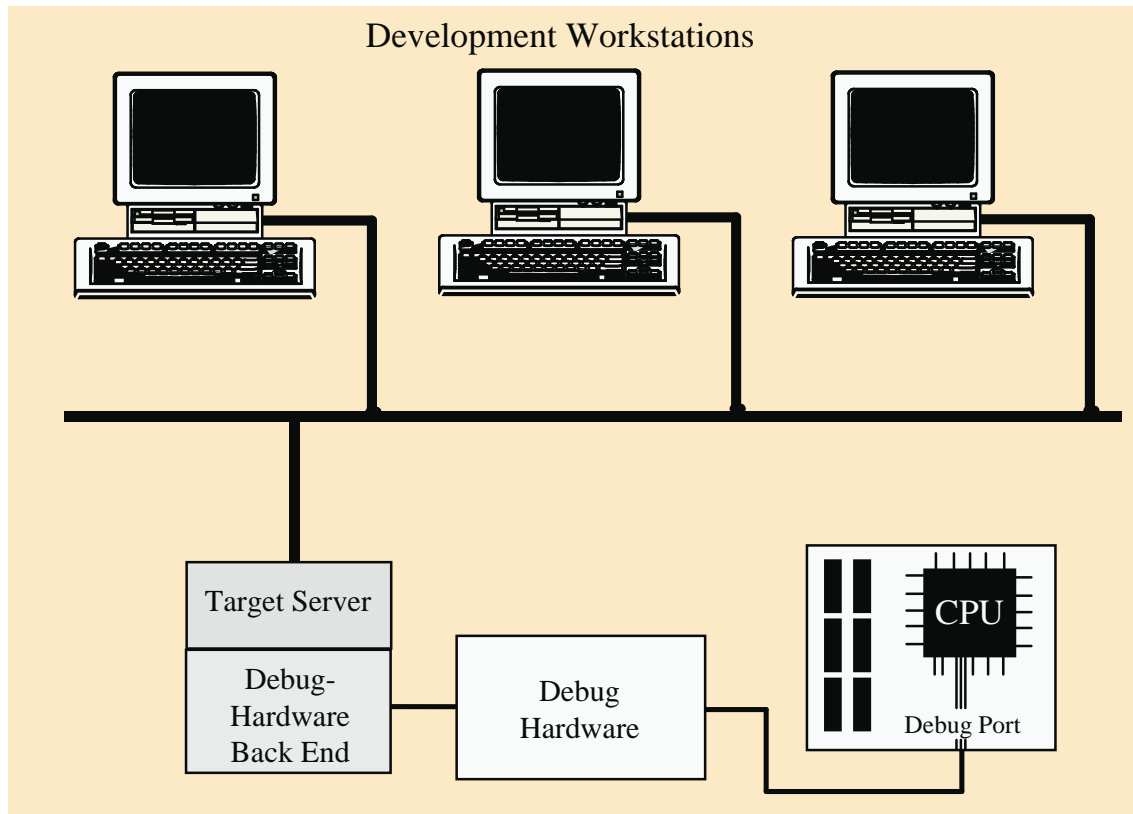 Development Workstations
Target Server
Debug-
Hardware
Back End
Debug
Hardware
CPU
Debug Port